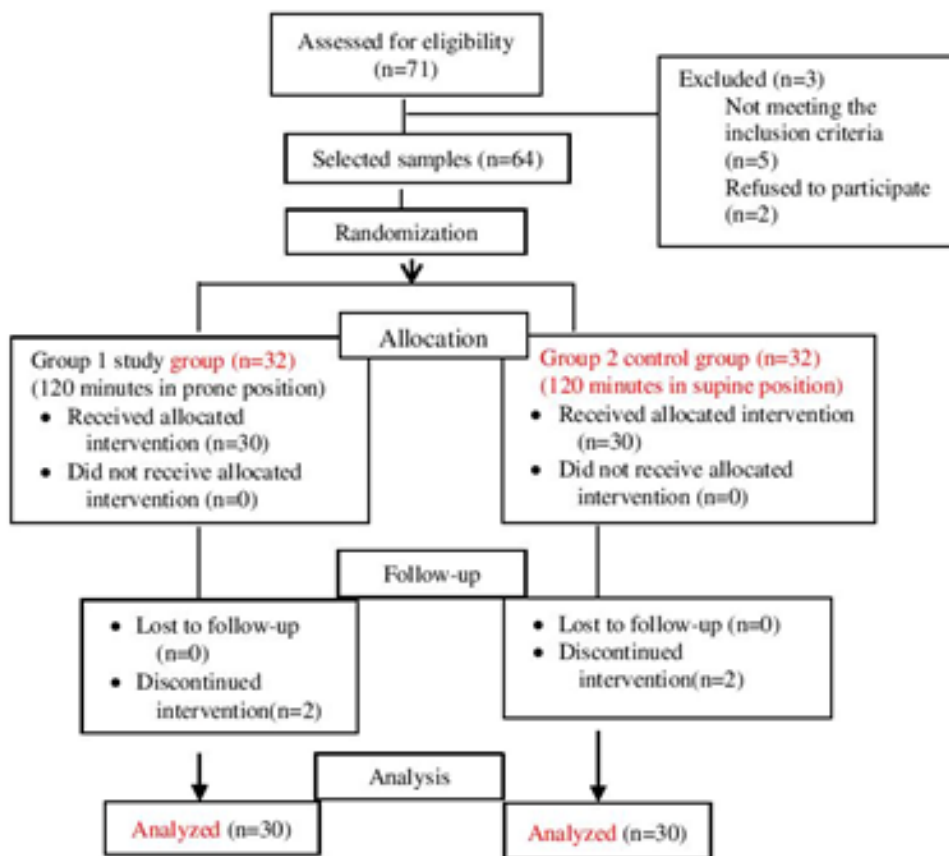 Assessed for eligibility
(n=71)
Excluded (n=3)
Not meeting the
inclusion criteria
(n=5)
Refused to participate
(n=2)
Selected samples (n=64)
Randomization
Allocation
Group 1 study group (n=32)
(120 minutes in prone position)
• Received allocated
intervention (n=30)
• Did not receive allocated
intervention (n=0)
Group 2 control group (n=32)
(120 minutes in supine position)
• Received allocated intervention
(n=30)
• Did not receive allocated
intervention (n=0)
Follow-up
• Lost to follow-up
(n=0)
• Discontinued
intervention(n=2)
• Lost to follow-up (n=0)
• Discontinued
intervention(n=2)
Analysis
Analyzed (n=30)
Analyzed (n=30)